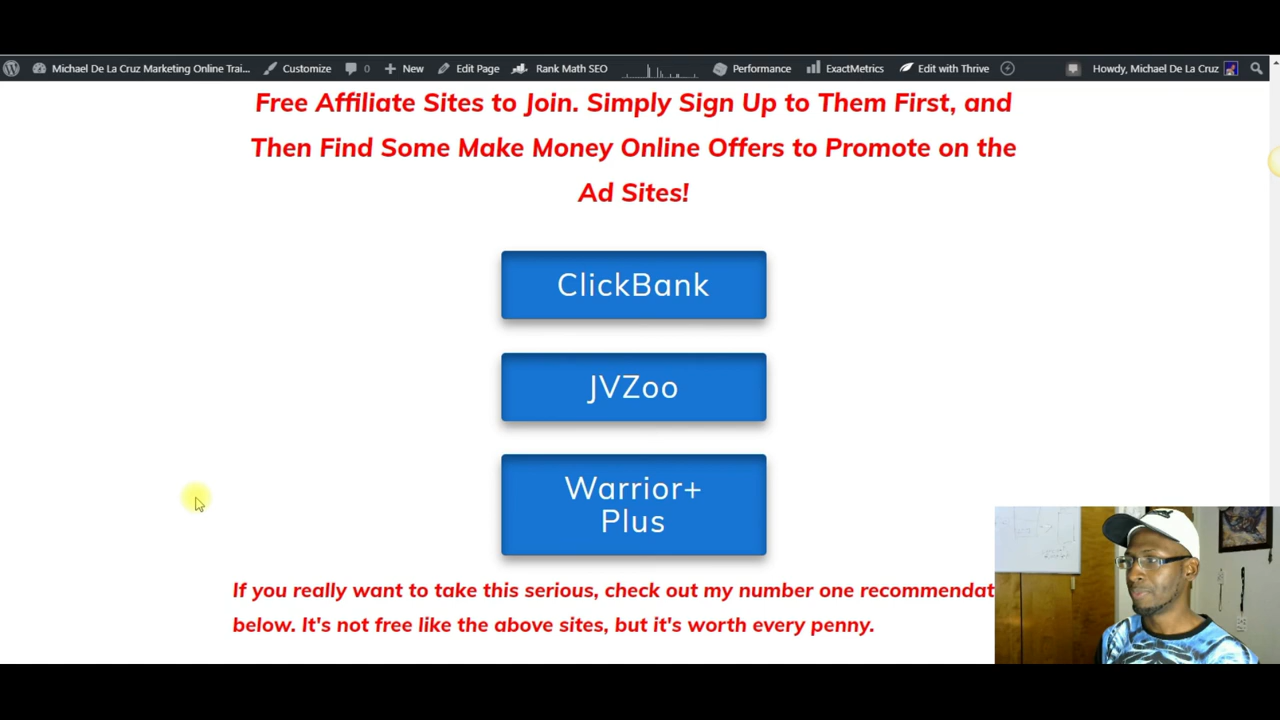 Michael De La Cruz Marketing Online Trai... Customize 0 New Edit Page Rank Math SEO Performance ExactMetrics Edit with Thrive Howdy, Michael De La Cruz
Free Affiliate Sites to Join. Simply Sign Up to Them First, and
Then Find Some Make Money Online Offers to Promote on the
Ad Sites!
ClickBank
JVZoo
Warrior+
Plus
If you really want to take this serious, check out my number one recommendat
below. It's not free like the above sites, but it's worth every penny.